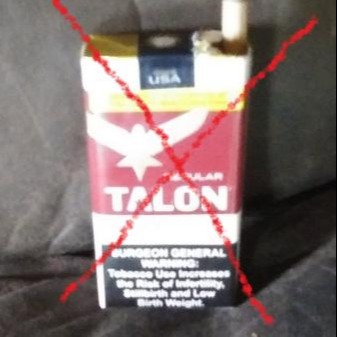 USA
REGULAR
TALON
SURGEON GENERAL
WARNING:
Tobacco Use Increases
the Risk of Infertility,
Stillbirth and Low
Birth Weight.